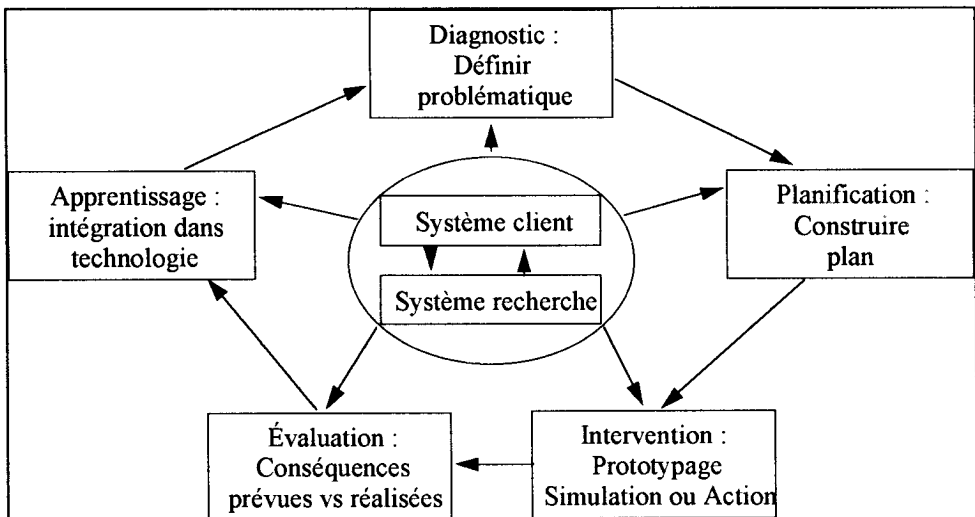 Diagnostic :
Définir
problématique
Apprentissage :
intégration dans
technologie
Système client
Système recherche
Planification :
Construire
plan
Évaluation :
Conséquences
prévues vs réalisées
Intervention :
Prototypage
Simulation ou Action